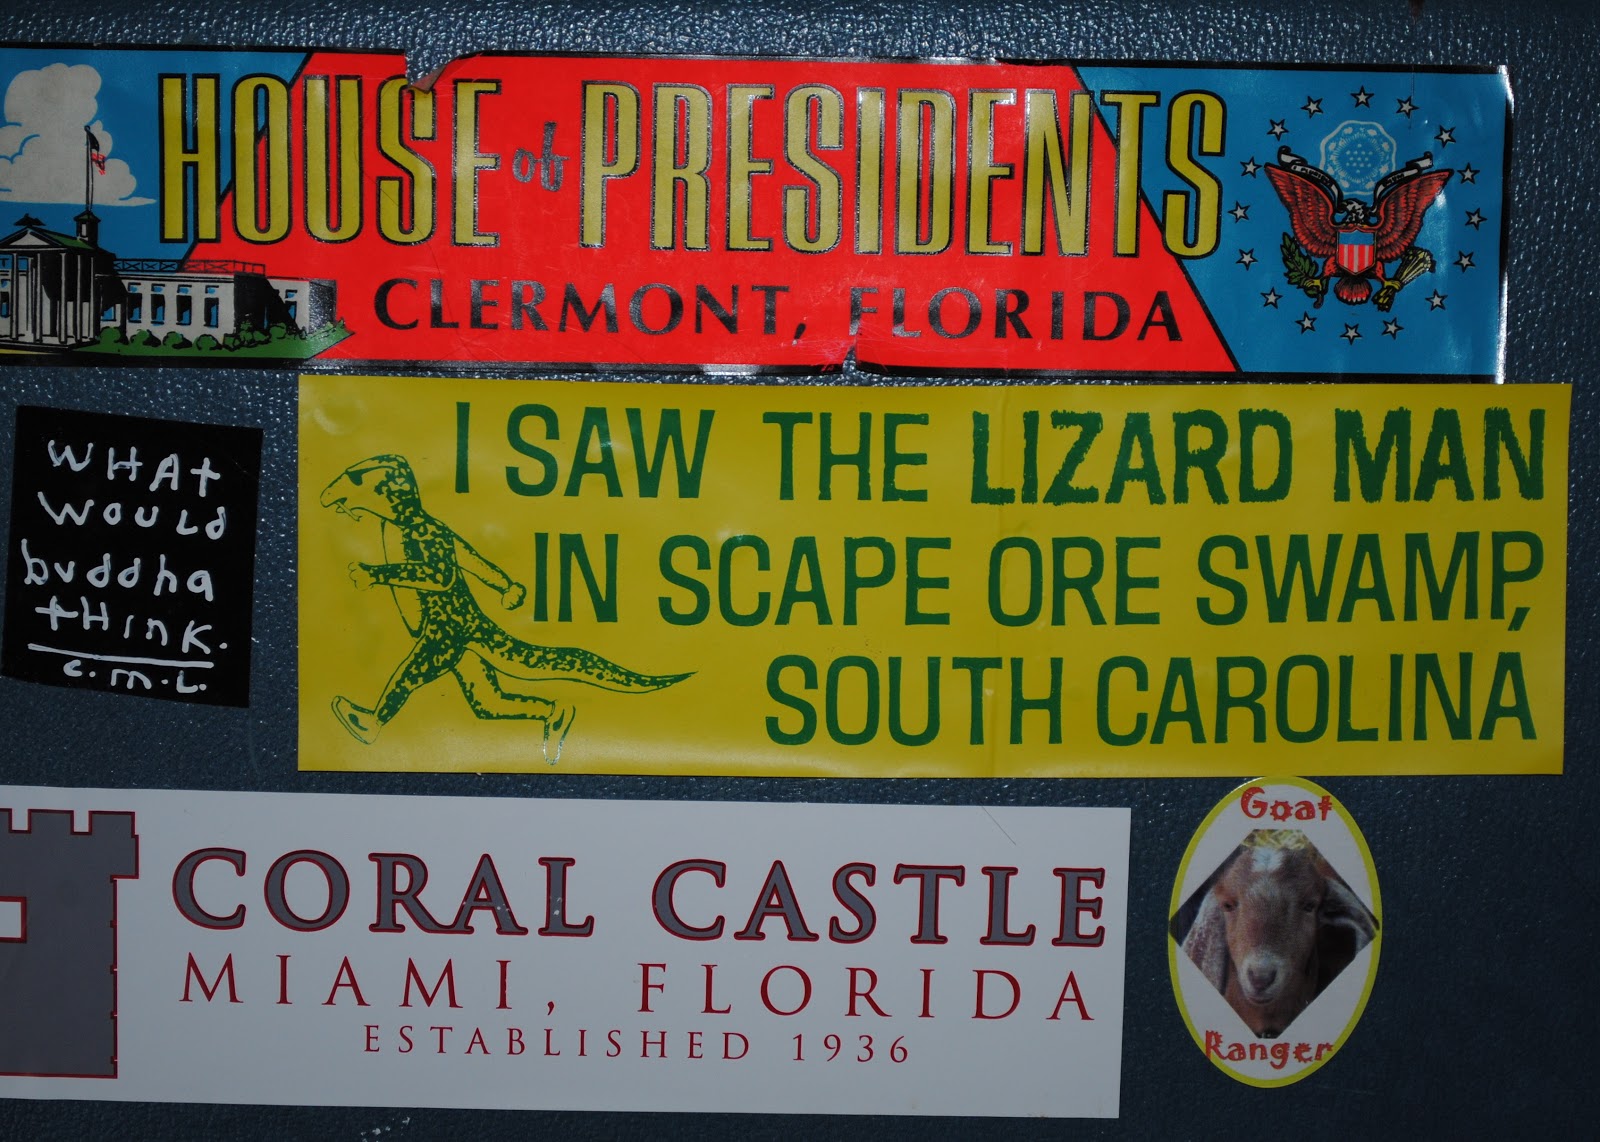 HOUSE of PRESIDENTS
CLERMONT, FLORIDA
WHAt
WOULd
buddha
tHiNK.
c.m.L.
I SAW THE LIZARD MAN
IN SCAPE ORE SWAMP,
SOUTH CAROLINA
CORAL CASTLE
MIAMI, FLORIDA
ESTABLISHED 1936
Goat
Ranger